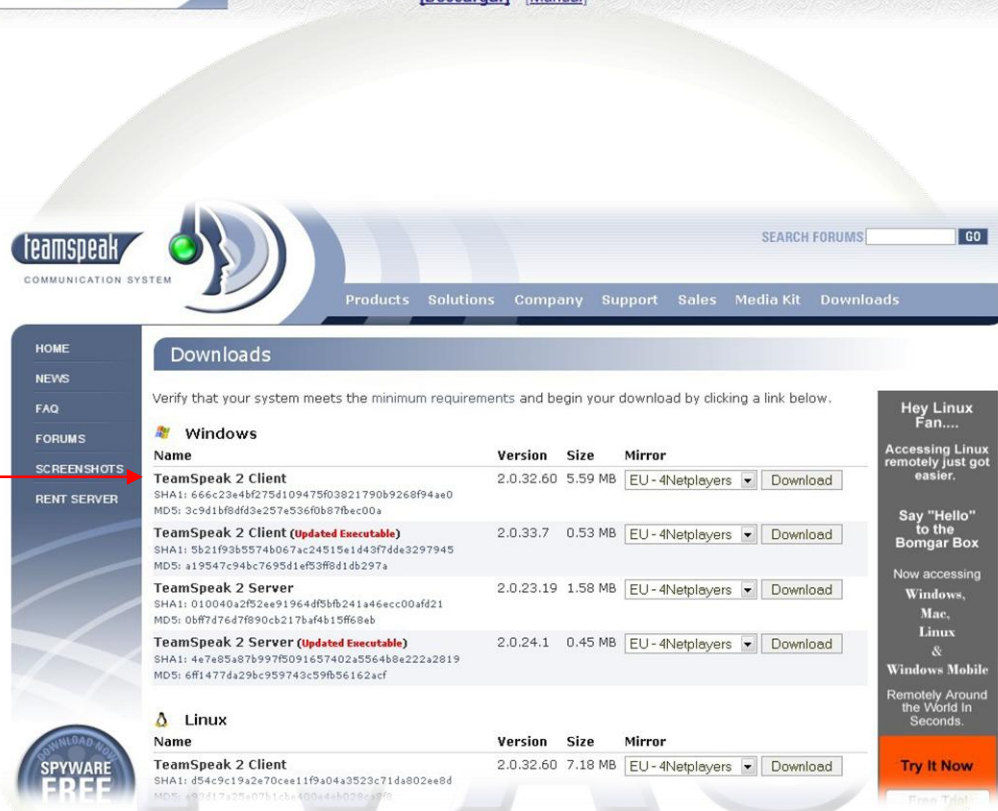 [Descargar] [Manual]
teamspeak
COMMUNICATION SYSTEM
SEARCH FORUMS GO
Products Solutions Company Support Sales Media Kit Downloads
HOME
NEWS
FAQ
FORUMS
SCREENSHOTS
RENT SERVER
Downloads
Verify that your system meets the minimum requirements and begin your download by clicking a link below.
Windows
Name Version Size Mirror
TeamSpeak 2 Client 2.0.32.60 5.59 MB EU - 4Netplayers Download
SHA1: 666c23e4bf275d109475f03821790b9268f94ae0
MD5: 3c9d1bf8dfd3e257e536f0b87fbec00a
TeamSpeak 2 Client (Updated Executable) 2.0.33.7 0.53 MB EU - 4Netplayers Download
SHA1: 5b21f93b5574b067ac24515e1d43f7dde3297945
MD5: a19547c94bc7695d1ef53ff8d1db297a
TeamSpeak 2 Server 2.0.23.19 1.58 MB EU - 4Netplayers Download
SHA1: 010040a2f52ee91964df5bfb241a46ecc00afd21
MD5: 0bff7d76d7f890cb217baf4b15ff68eb
TeamSpeak 2 Server (Updated Executable) 2.0.24.1 0.45 MB EU - 4Netplayers Download
SHA1: 4e7e85a87b997f5091657402a5564b8e222a2819
MD5: 6ff1477da29bc959743c59fb56162acf
Linux
Name Version Size Mirror
TeamSpeak 2 Client 2.0.32.60 7.18 MB EU - 4Netplayers Download
SHA1: d54c9c19a2e70cee11f9a04a3523c71da802ee8d
MD5:
Hey Linux
Fan....
Accessing Linux
remotely just got
easier.
Say "Hello"
to the
Bomgar Box
Now accessing
Windows,
Mac,
Linux
&
Windows Mobile
Remotely Around
the World In
Seconds.
Try It Now
Free Trial
DOWNLOAD NOW
SPYWARE
FREE